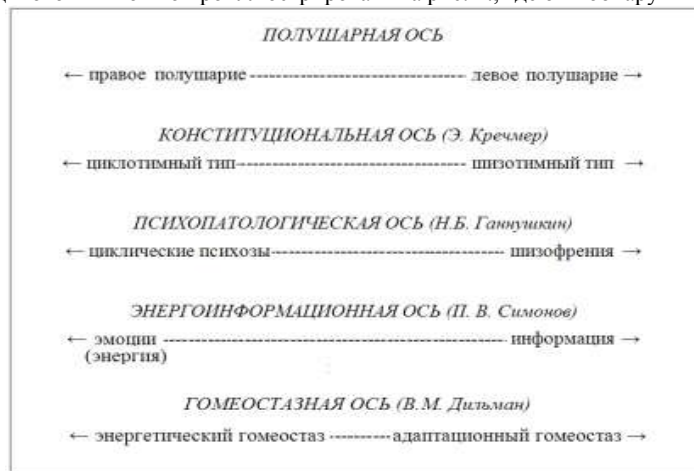 ПОЛУШАРНАЯ ОСЬ
← правое полушарие -------------------------------- левое полушарие →
КОНСТИТУЦИОНАЛЬНАЯ ОСЬ (Э. Кречмер)
← циклотимный тип----------------------------------- шизотимный тип →
ПСИХОПАТОЛОГИЧЕСКАЯ ОСЬ (Н.Б. Ганнушкин)
← циклические психозы----------------------------------- шизофрения →
ЭНЕРГОИНФОРМАЦИОННАЯ ОСЬ (П. В. Симонов)
← эмоции ---------------------------------------------------- информация →
(энергия)
ГОМЕОСТАЗНАЯ ОСЬ (В.М. Дильман)
← энергетический гомеостаз ----------адаптационный гомеостаз →